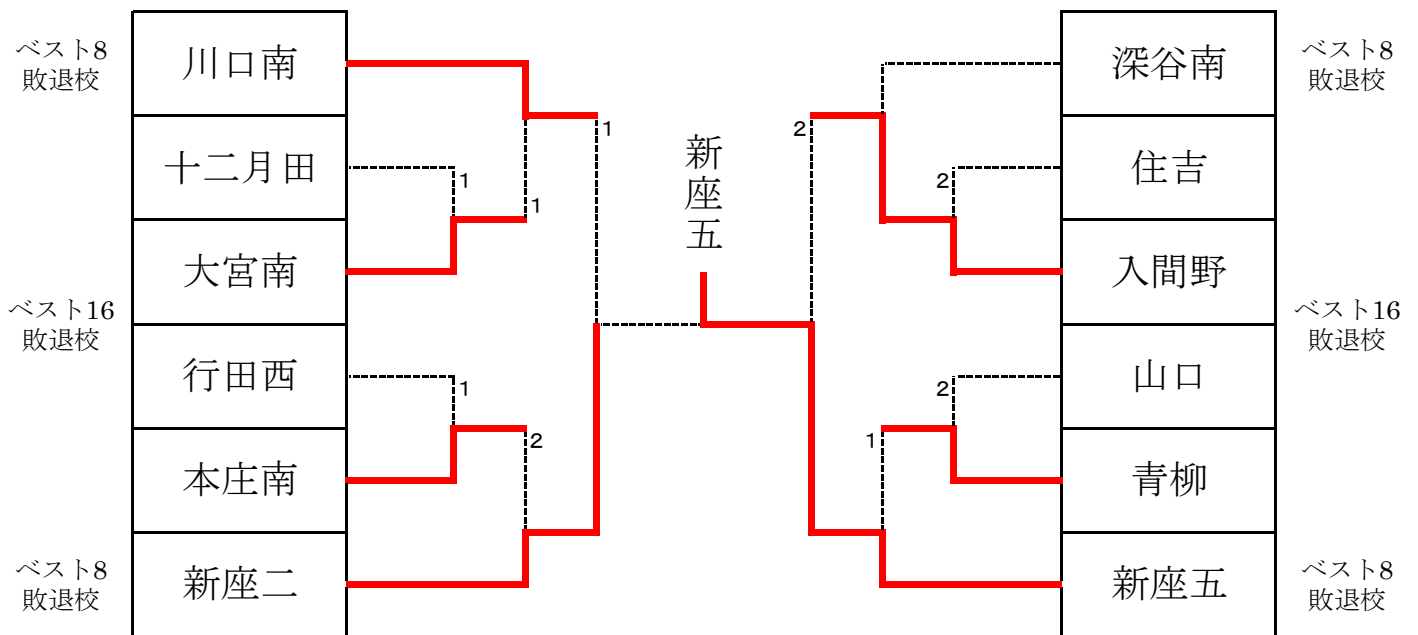 ベスト8
敗退校
川口南
十二月田
大宮南
ベスト16
敗退校
行田西
本庄南
ベスト8
敗退校
新座二
1
1
1
1
2
新座五
2
2
2
1
深谷南
ベスト8
敗退校
住吉
入間野
ベスト16
敗退校
山口
青柳
新座五
ベスト8
敗退校